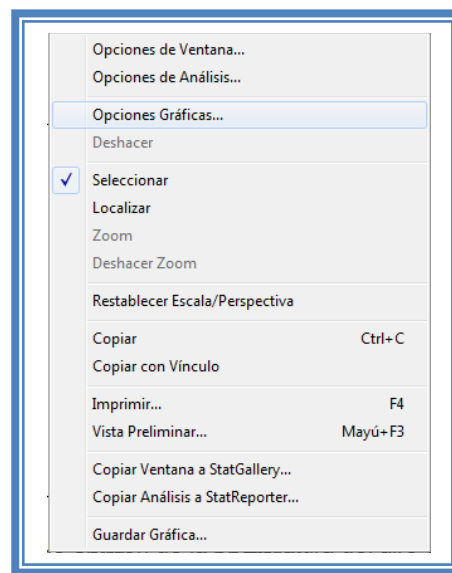 Opciones de Ventana...
Opciones de Análisis...
Opciones Gráficas...
Deshacer
Seleccionar
Localizar
Zoom
Deshacer Zoom
Restablecer Escala/Perspectiva
Copiar Ctrl+C
Copiar con Vínculo
Imprimir... F4
Vista Preliminar... Mayú+F3
Copiar Ventana a StatGallery...
Copiar Análisis a StatReporter...
Guardar Gráfica...